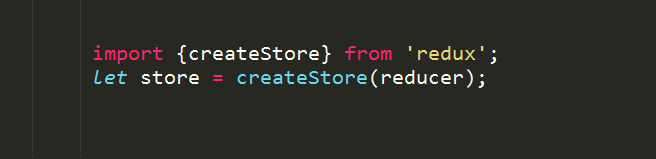 import {createStore} from 'redux';
let store = createStore(reducer);